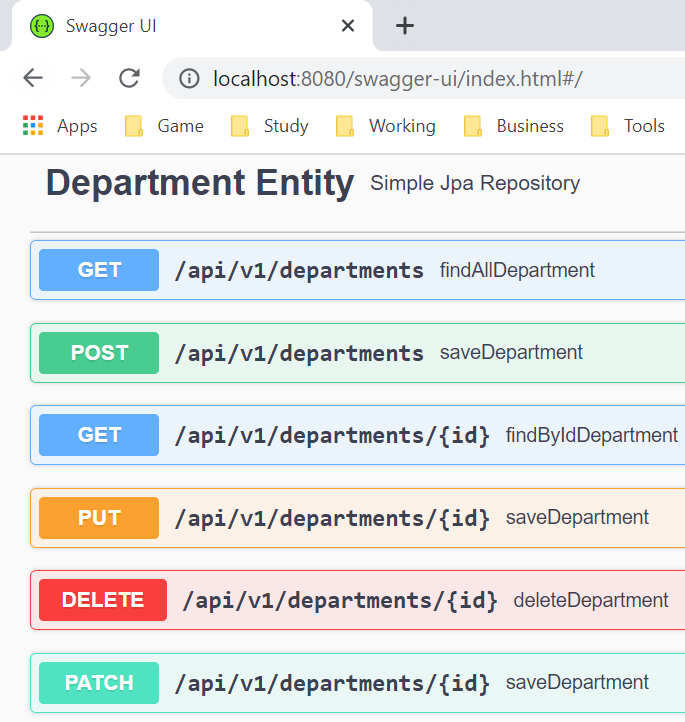 Swagger UI
localhost:8080/swagger-ui/index.html#/
Apps Game Study Working Business Tools
Department Entity Simple Jpa Repository
GET /api/v1/departments findAllDepartment
POST /api/v1/departments saveDepartment
GET /api/v1/departments/{id} findByIdDepartment
PUT /api/v1/departments/{id} saveDepartment
DELETE /api/v1/departments/{id} deleteDepartment
PATCH /api/v1/departments/{id} saveDepartment